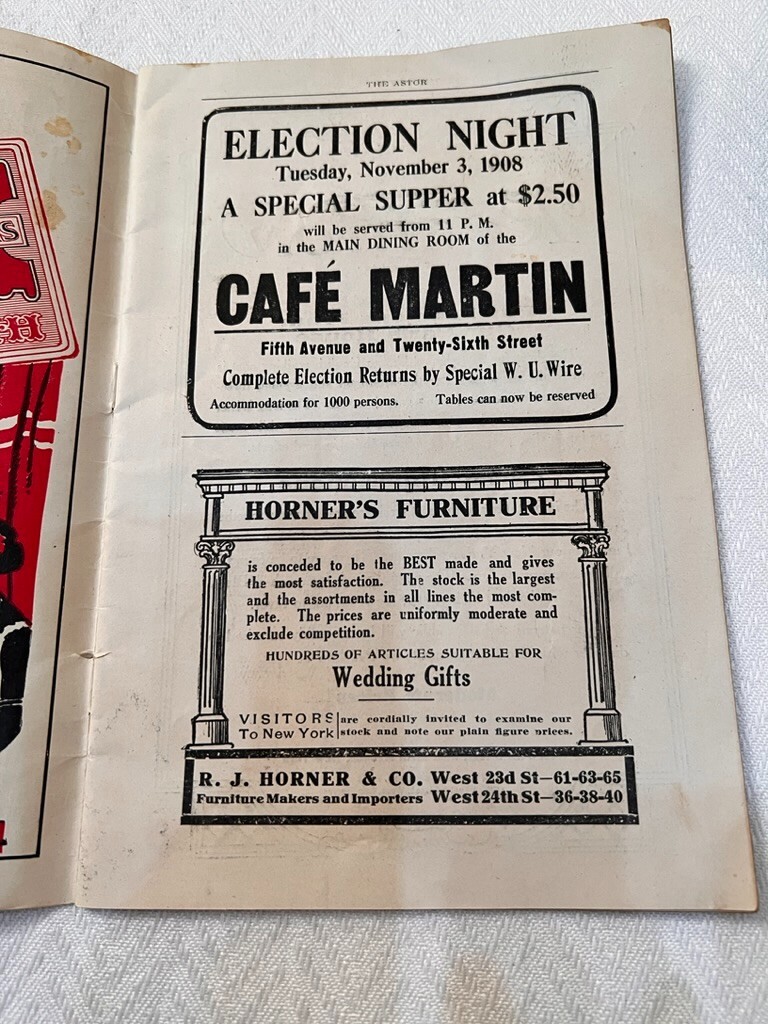 THE ASTOR
ELECTION NIGHT
Tuesday, November 3, 1908
A SPECIAL SUPPER at $2.50
will be served from 11 P. M.
in the MAIN DINING ROOM of the
CAFÉ MARTIN
Fifth Avenue and Twenty-Sixth Street
Complete Election Returns by Special W. U. Wire
Accommodation for 1000 persons. Tables can now be reserved
HORNER'S FURNITURE
is conceded to be the BEST made and gives
the most satisfaction. The stock is the largest
and the assortments in all lines the most com-
plete. The prices are uniformly moderate and
exclude competition.
HUNDREDS OF ARTICLES SUITABLE FOR
Wedding Gifts
VISITORS are cordially invited to examine our
To New York stock and note our plain figure prices.
R. J. HORNER & CO. West 23d St—61-63-65
Furniture Makers and Importers West 24th St—36-38-40